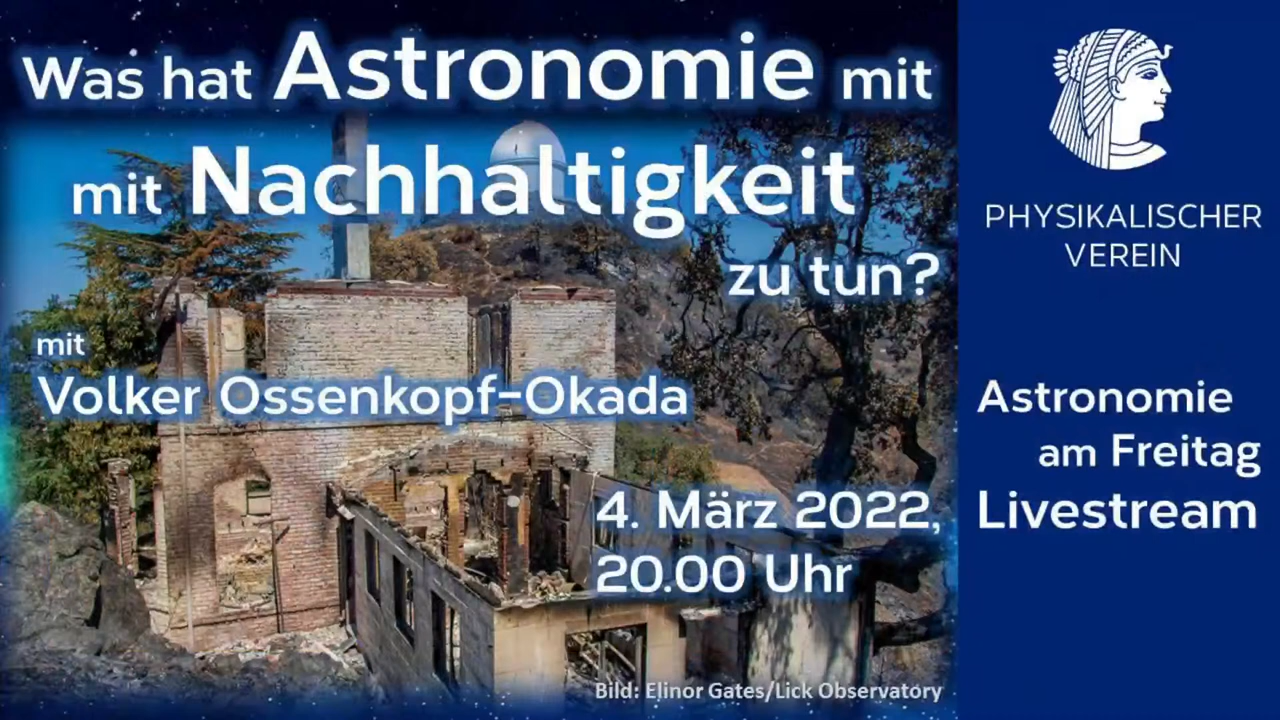 Was hat Astronomie mit
mit Nachhaltigkeit
zu tun?
mit
Volker Ossenkopf-Okada
4. März 2022,
20.00 Uhr
Bild: Elinor Gates/Lick Observatory
PHYSIKALISCHER
VEREIN
Astronomie
am Freitag
Livestream